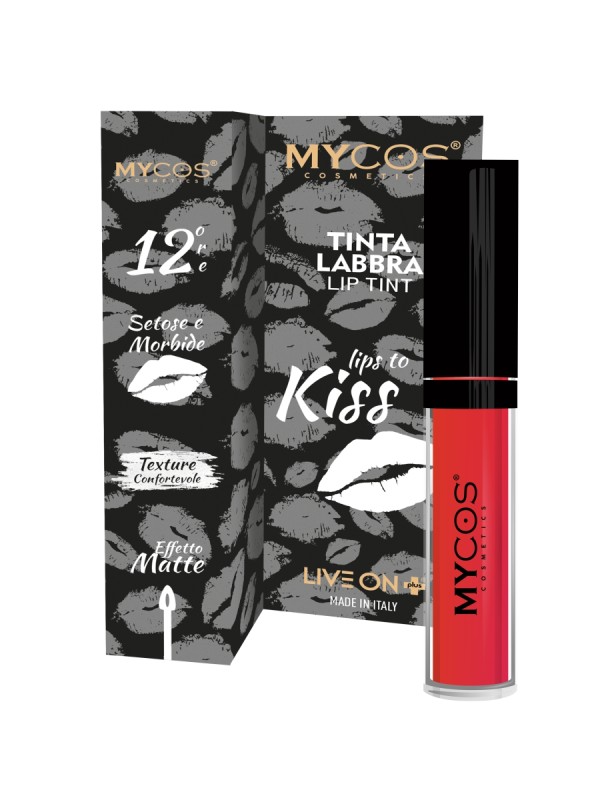 MYCOS®
COSMETICS
12 ore
Setose e
Morbide
Texture
Confortevole
Effetto
Matte
MYCOS®
COSMETIC
TINTA
LABBRA
LIP TINT
lips to
Kiss
LIVE ON plus
MADE IN ITALY
MYCOS®
COSMETICS